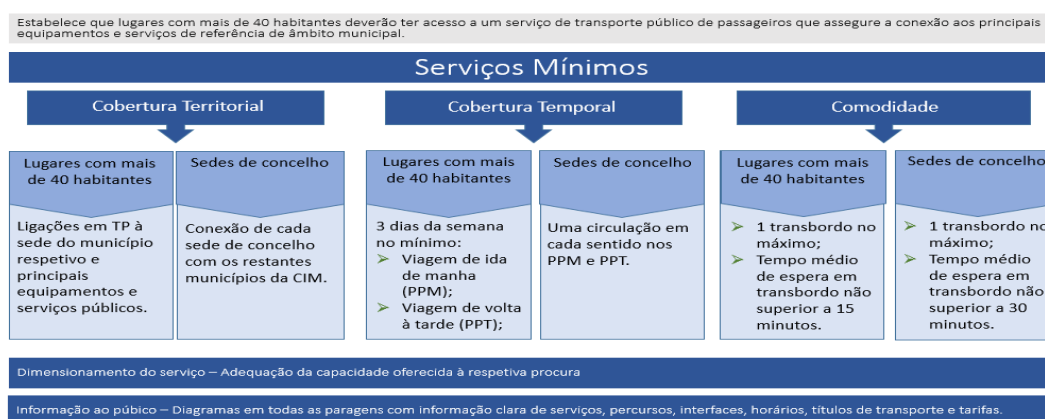 Estabelece que lugares com mais de 40 habitantes deverão ter acesso a um serviço de transporte público de passageiros que assegure a conexão aos principais
equipamentos e serviços de referência de âmbito municipal.
Serviços Mínimos
Cobertura Territorial
Lugares com mais
de 40 habitantes
Ligações em TP à
sede do município
respetivo e
principais
equipamentos e
serviços públicos.
Sedes de concelho
Conexão de cada
sede de concelho
com os restantes
municípios da CIM.
Cobertura Temporal
Lugares com mais
de 40 habitantes
3 dias da semana
no mínimo:
Viagem de ida
de manha
(PPM);
Viagem de volta
à tarde (PPT);
Sedes de concelho
Uma circulação em
cada sentido nos
PPM e PPT.
Comodidade
Lugares com mais
de 40 habitantes
1 transbordo no
máximo;
Tempo médio
de espera em
transbordo não
superior a 15
minutos.
Sedes de concelho
1 transbordo no
máximo;
Tempo médio
de espera em
transbordo não
superior a 30
minutos.
Dimensionamento do serviço – Adequação da capacidade oferecida à respetiva procura
Informação ao púbico – Diagramas em todas as paragens com informação clara de serviços, percursos, interfaces, horários, títulos de transporte e tarifas.